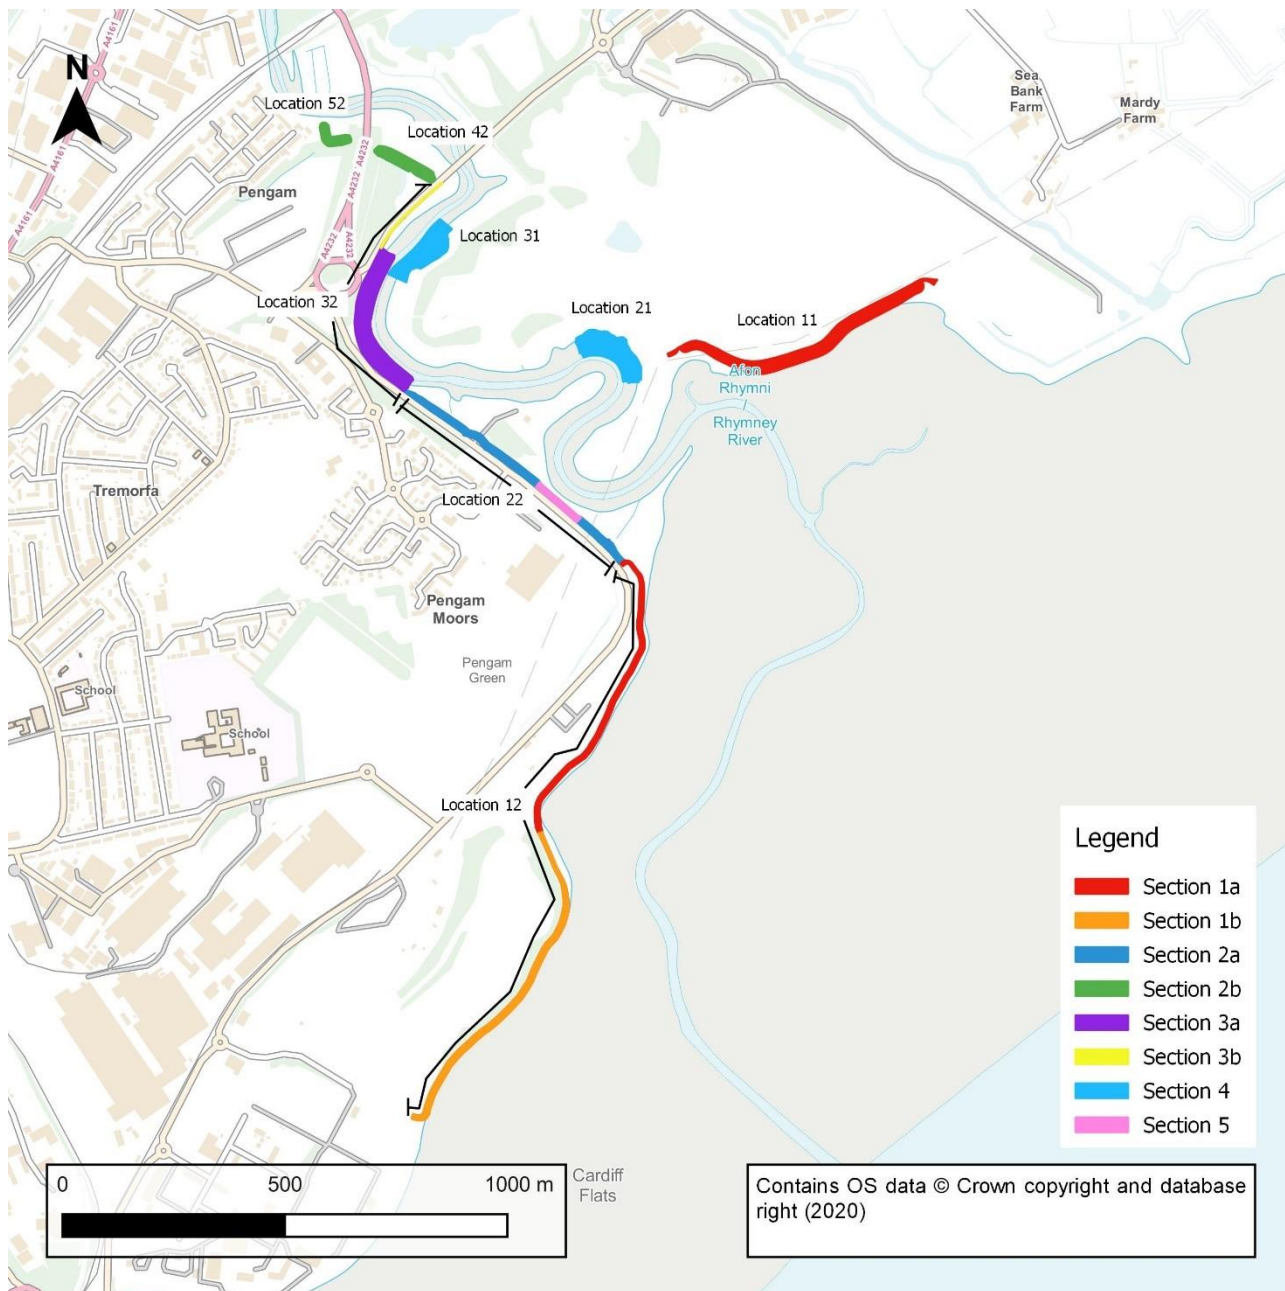 A4161
N
A4161
A4161
Location 52
A4232
A4232
Location 42
Pengam
A4232
A4232
Location 31
Location 32
Sea
Bank
Farm
Mardy
Farm
Location 21
Location 11
Afon
Rhymni
Rhymney
River
Tremorfa
Location 22
Pengam
Moors
Pengam
Green
School
School
Location 12
Legend
Section 1a
Section 1b
Section 2a
Section 2b
Section 3a
Section 3b
Section 4
Section 5
0 500 1000 m
Cardiff
Flats
Contains OS data © Crown copyright and database
right (2020)